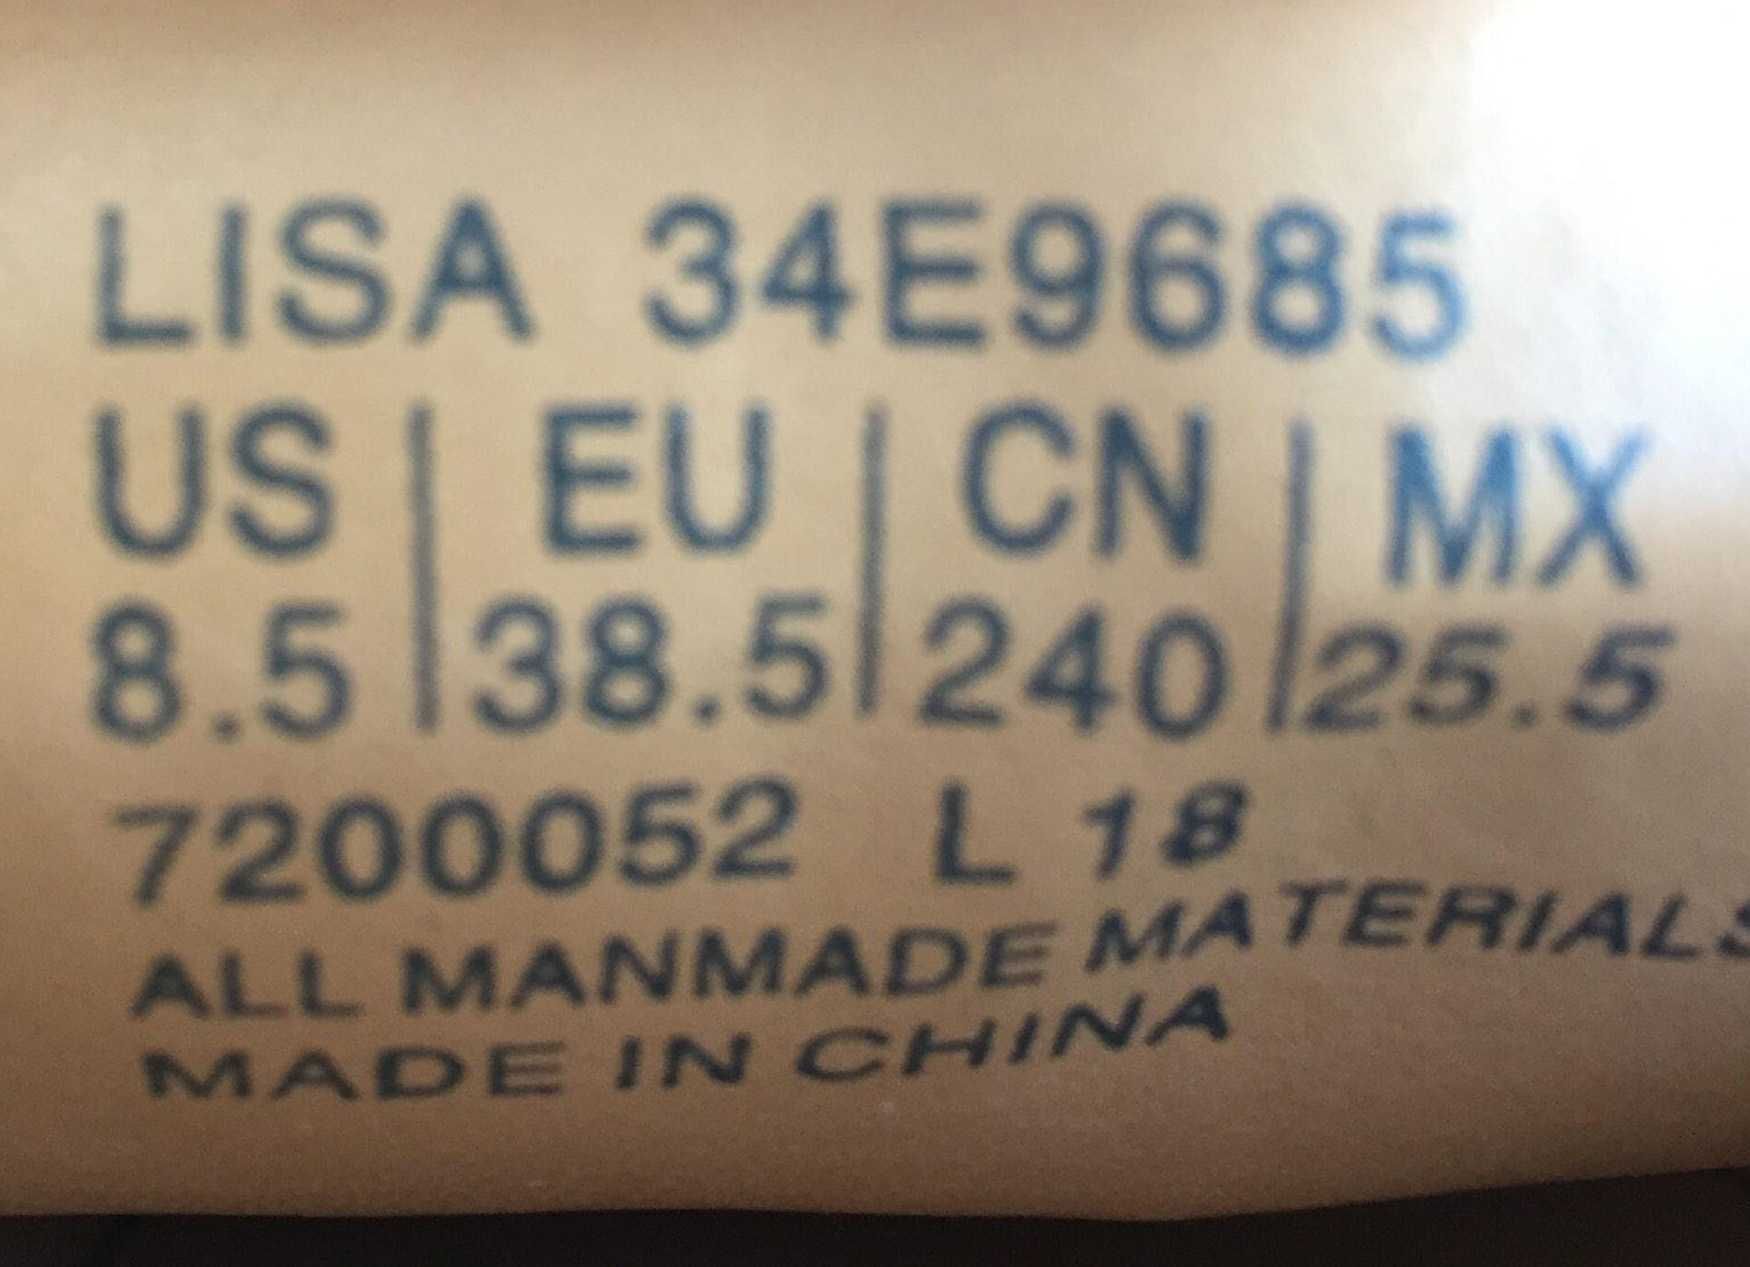 LISA 34E9685
US | EU | CN | MX
8.5 | 38.5 | 240 | 25.5
7200052 L 18
ALL MANMADE MATERIALS
MADE IN CHINA